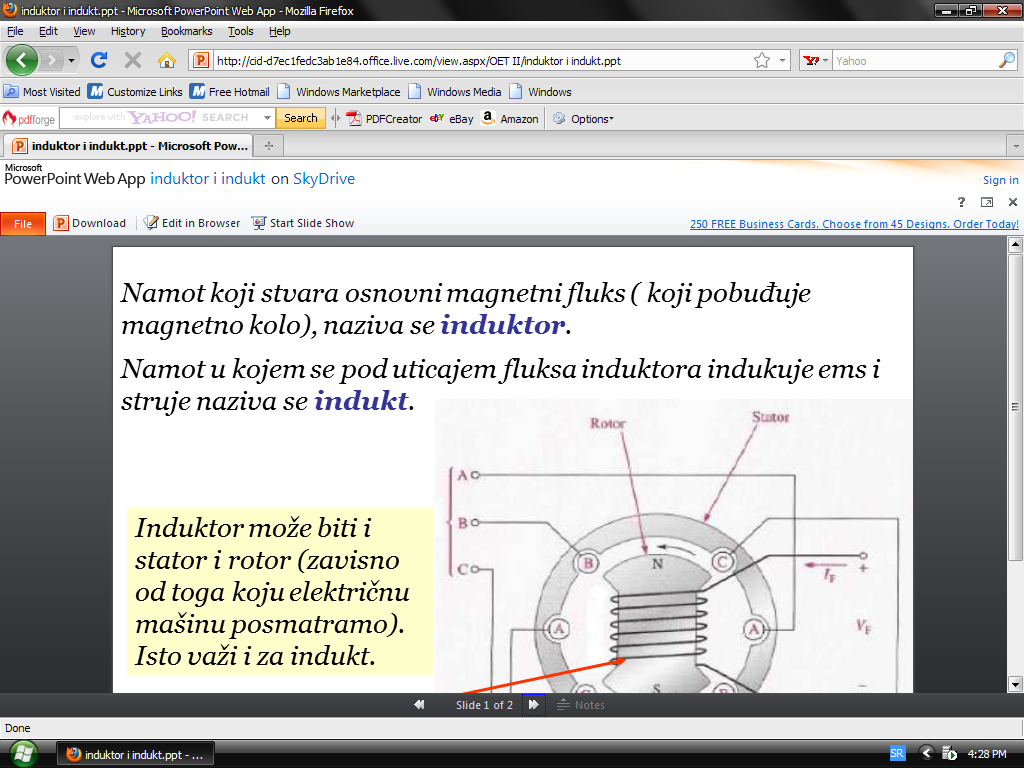 induktor i indukt.ppt - Microsoft PowerPoint Web App - Mozilla Firefox
File Edit View History Bookmarks Tools Help
http://cid-d7ec1fedc3ab1e84.office.live.com/view.aspx/OET II/induktor i indukt.ppt
Yahoo
Most Visited Customize Links Free Hotmail Windows Marketplace Windows Media Windows
pdfforge explore with YAHOO! SEARCH Search PDFCreator eBay Amazon Options
induktor i indukt.ppt - Microsoft Pow...
Microsoft
PowerPoint Web App induktor i indukt on SkyDrive
Sign in
File Download Edit in Browser Start Slide Show
250 FREE Business Cards. Choose from 45 Designs. Order Today!
Namot koji stvara osnovni magnetni fluks ( koji pobuđuje
magnetno kolo), naziva se induktor.
Namot u kojem se pod uticajem fluksa induktora indukuje ems i
struje naziva se indukt.
Rotor
Stator
A
B
C
B
N
C
I_F
+
A
A
V_F
S
–
Induktor može biti i
stator i rotor (zavisno
od toga koju električnu
mašinu posmatramo).
Isto važi i za indukt.
Slide 1 of 2
Notes
Done
induktor i indukt.ppt - ...
SR
4:28 PM